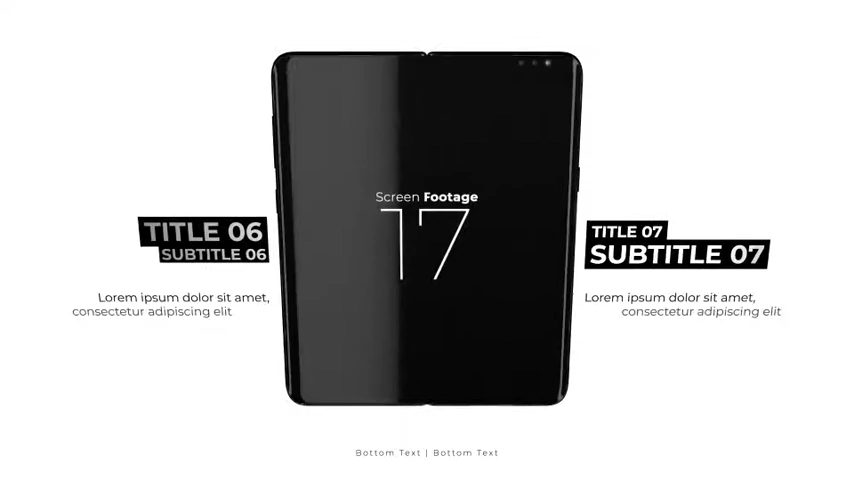 Screen Footage
17
TITLE 06
SUBTITLE 06
Lorem ipsum dolor sit amet,
consectetur adipiscing elit
TITLE 07
SUBTITLE 07
Lorem ipsum dolor sit amet,
consectetur adipiscing elit
Bottom Text | Bottom Text